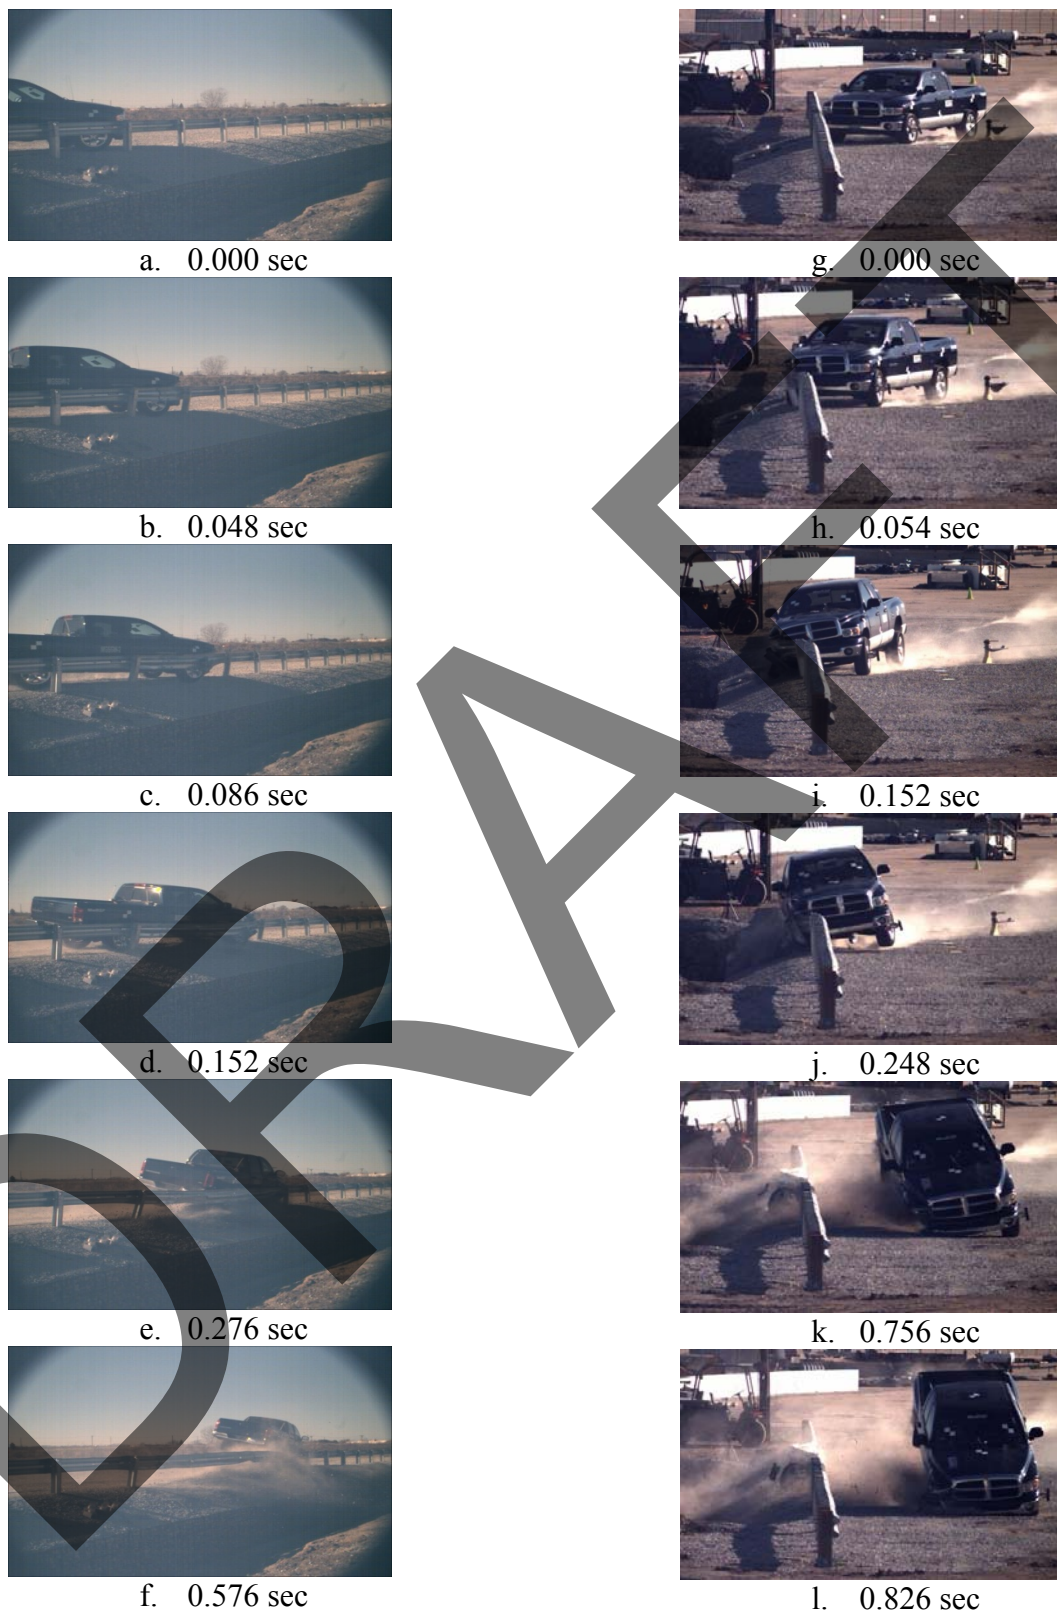 a. 0.000 sec
b. 0.048 sec
c. 0.086 sec
d. 0.152 sec
e. 0.276 sec
f. 0.576 sec
g. 0.000 sec
h. 0.054 sec
i. 0.152 sec
j. 0.248 sec
k. 0.756 sec
l. 0.826 sec
DRAFT